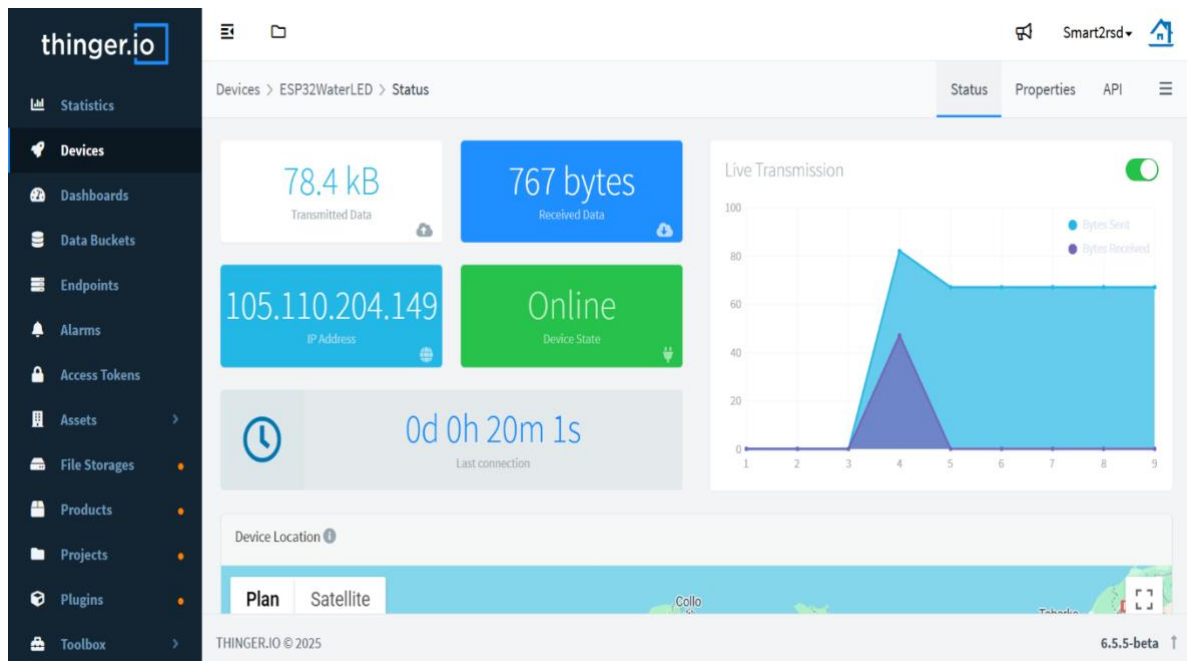 thinger.io
Smart2rsd
Statistics
Devices
Dashboards
Data Buckets
Endpoints
Alarms
Access Tokens
Assets
File Storages
Products
Projects
Plugins
Toolbox
Devices > ESP32WaterLED > Status
Status Properties API
78.4 kB
Transmitted Data
767 bytes
Received Data
105.110.204.149
IP Address
Online
Device State
0d 0h 20m 1s
Last connection
Live Transmission
Bytes Sent
Bytes Received
100
80
60
40
20
0
1 2 3 4 5 6 7 8 9
Device Location
Plan Satellite
Collo
THINGER.IO © 2025
6.5.5-beta